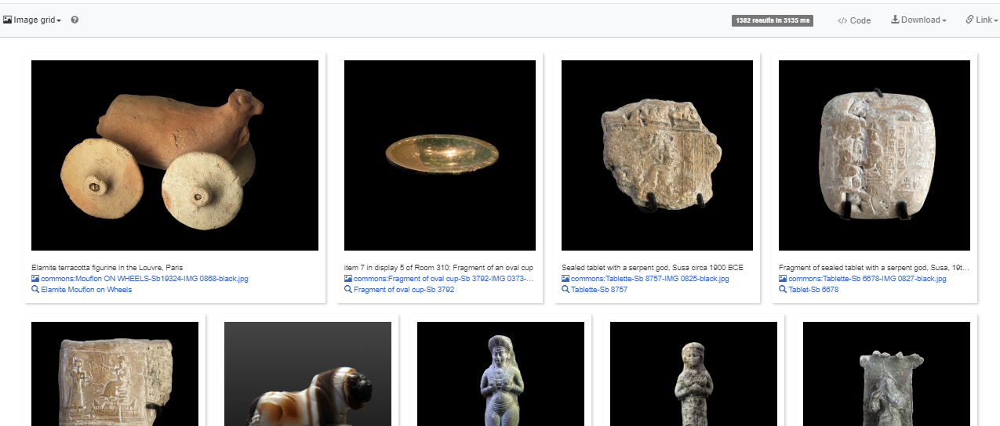 Image grid
1382 results in 3135 ms
</> Code
Download
Link
Elamite terracotta figurine in the Louvre, Paris
commons:Mouflon ON WHEELS-Sb19324-IMG 0868-black.jpg
Elamite Mouflon on Wheels
item 7 in display 5 of Room 310: Fragment of an oval cup
commons:Fragment of oval cup-Sb 3792-IMG 0373-...
Fragment of oval cup-Sb 3792
Sealed tablet with a serpent god, Susa circa 1900 BCE
commons:Tablette-Sb 8757-IMG 0825-black.jpg
Tablette-Sb 8757
Fragment of sealed tablet with a serpent god, Susa, 19t...
commons:Tablette-Sb 6678-IMG 0827-black.jpg
Tablet-Sb 6678